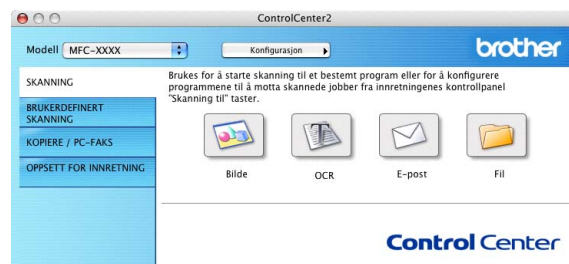 ControlCenter2
Modell MFC-XXXX Konfigurasjon brother
SKANNING
BRUKERDEFINERT
SKANNING
KOPIERE / PC-FAKS
OPPSETT FOR INNRETNING
Brukes for å starte skanning til et bestemt program eller for å konfigurere
programmene til å motta skannede jobber fra innretningenes kontrollpanel
"Skanning til" taster.
Bilde OCR E-post Fil
Control Center